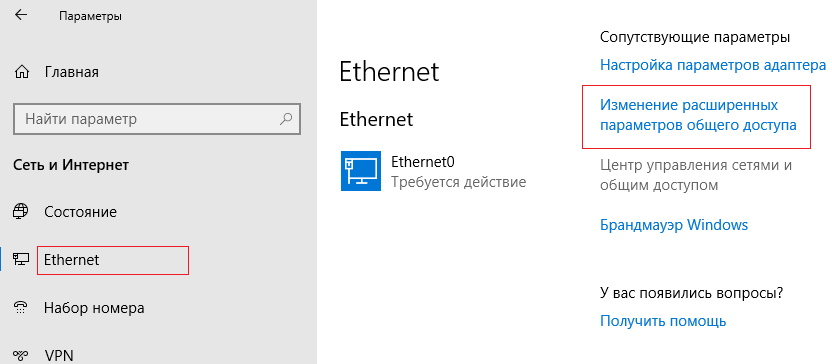 Параметры
Главная
Найти параметр
Сеть и Интернет
Состояние
Ethernet
Набор номера
VPN
Ethernet
Ethernet
Ethernet0
Требуется действие
Сопутствующие параметры
Настройка параметров адаптера
Изменение расширенных
параметров общего доступа
Центр управления сетями и
общим доступом
Брандмауэр Windows
У вас появились вопросы?
Получить помощь